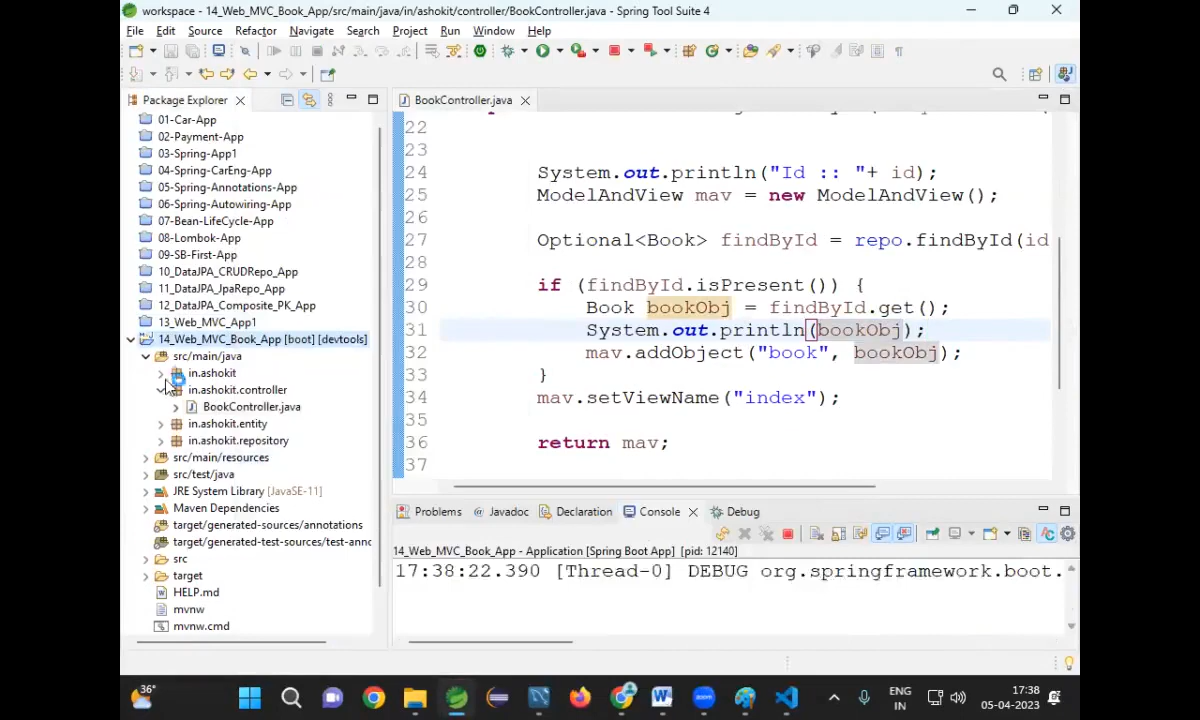 workspace - 14_Web_MVC_Book_App/src/main/java/in/ashokit/controller/BookController.java - Spring Tool Suite 4
File Edit Source Refactor Navigate Search Project Run Window Help
Package Explorer
01-Car-App
02-Payment-App
03-Spring-App1
04-Spring-CarEng-App
05-Spring-Annotations-App
06-Spring-Autowiring-App
07-Bean-LifeCycle-App
08-Lombok-App
09-SB-First-App
10_DataJPA_CRUDRepo_App
11_DataJPA_JpaRepo_App
12_DataJPA_Composite_PK_App
13_Web_MVC_App1
14_Web_MVC_Book_App [boot] [devtools]
src/main/java
in.ashokit
in.ashokit.controller
BookController.java
in.ashokit.entity
in.ashokit.repository
src/main/resources
src/test/java
JRE System Library [JavaSE-11]
Maven Dependencies
target/generated-sources/annotations
target/generated-test-sources/test-anno
src
target
HELP.md
mvnw
mvnw.cmd
BookController.java
22
23
24 System.out.println("Id :: "+ id);
25 ModelAndView mav = new ModelAndView();
26
27 Optional<Book> findById = repo.findById(id
28
29 if (findById.isPresent()) {
30 Book bookObj = findById.get();
31 System.out.println(bookObj);
32 mav.addObject("book", bookObj);
33 }
34 mav.setViewName("index");
35
36 return mav;
37
Problems Javadoc Declaration Console Debug
14_Web_MVC_Book_App - Application [Spring Boot App] [pid: 12140]
17:38:22.390 [Thread-0] DEBUG org.springframework.boot.
36°
ENG
IN
17:38
05-04-2023